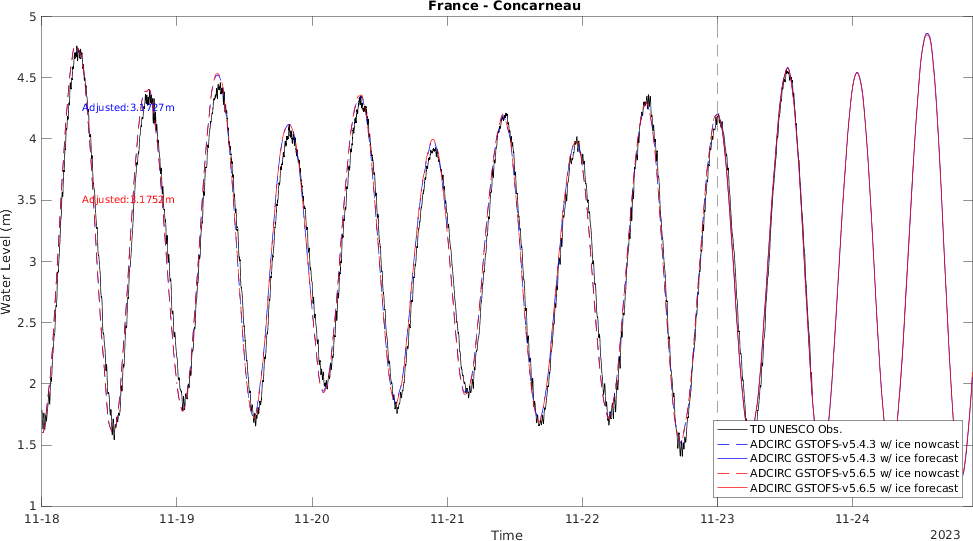 France - Concarneau
5
4.5
4
3.5
3
2.5
2
1.5
1
Water Level (m)
Adjusted:3.1727m
Adjusted:3.1752m
TD UNESCO Obs.
ADCIRC GSTOFS-v5.4.3 w/ ice nowcast
ADCIRC GSTOFS-v5.4.3 w/ ice forecast
ADCIRC GSTOFS-v5.6.5 w/ ice nowcast
ADCIRC GSTOFS-v5.6.5 w/ ice forecast
11-18 11-19 11-20 11-21 11-22 11-23 11-24
Time
2023